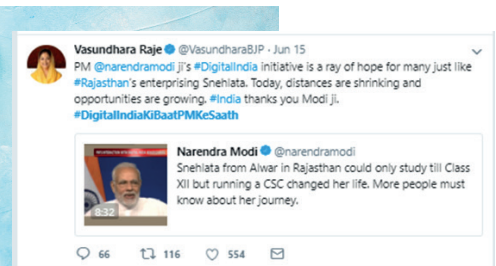 Vasundhara Raje @VasundharaBJP · Jun 15
PM @narendramodi ji's #DigitalIndia initiative is a ray of hope for many just like
#Rajasthan's enterprising Snehlata. Today, distances are shrinking and
opportunities are growing. #India thanks you Modi ji.
#DigitalIndiaKiBaatPMKeSaath
Narendra Modi @narendramodi
Snehlata from Alwar in Rajasthan could only study till Class
XII but running a CSC changed her life. More people must
know about her journey.
8:32
66 116 554